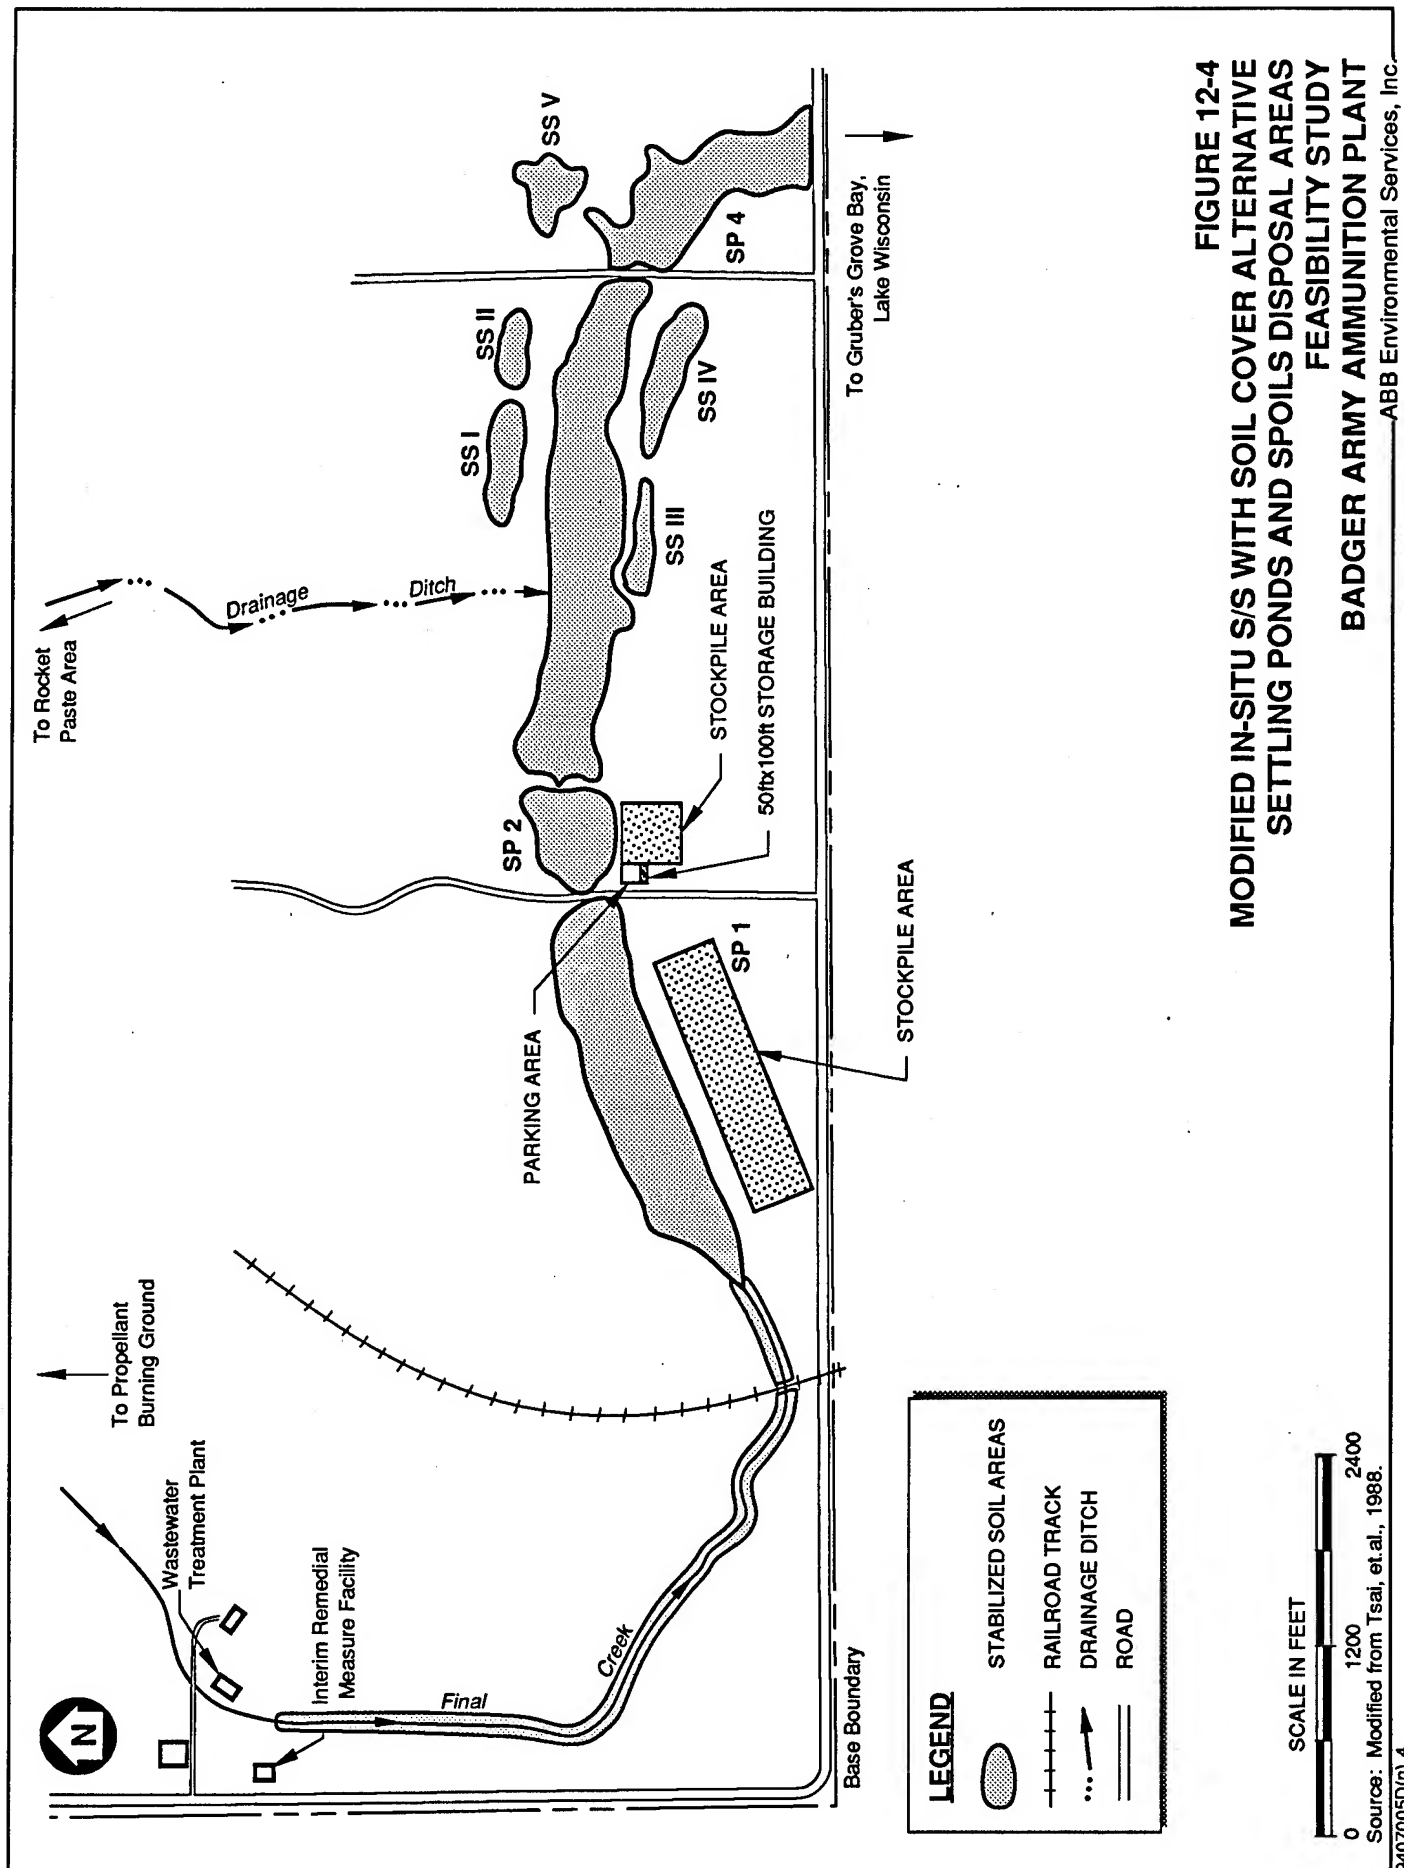 To Rocket
Paste Area
Drainage
Ditch
SS I
SS II
SS V
SS III
SS IV
SP 4
SP 2
SP 1
STOCKPILE AREA
50ftx100ft STORAGE BUILDING
PARKING AREA
STOCKPILE AREA
To Gruber's Grove Bay,
Lake Wisconsin
To Propellant
Burning Ground
Wastewater
Treatment Plant
Interim Remedial
Measure Facility
Final
Creek
N
Base Boundary
LEGEND
STABILIZED SOIL AREAS
RAILROAD TRACK
DRAINAGE DITCH
ROAD
SCALE IN FEET
0 1200 2400
Source: Modified from Tsai, et.al., 1988.
9407005D(n) 4
FIGURE 12-4
MODIFIED IN-SITU S/S WITH SOIL COVER ALTERNATIVE
SETTLING PONDS AND SPOILS DISPOSAL AREAS
FEASIBILITY STUDY
BADGER ARMY AMMUNITION PLANT
ABB Environmental Services, Inc.